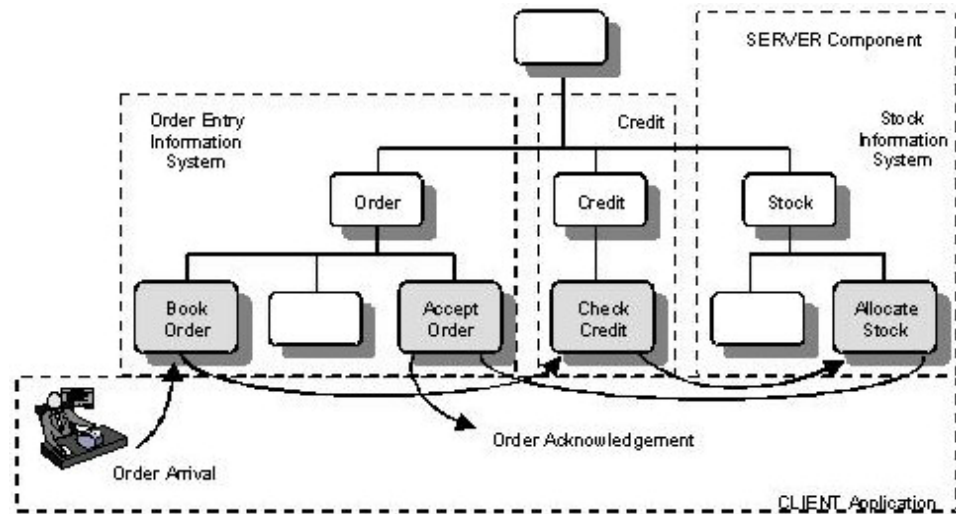 SERVER Component
Order Entry
Information
System
Credit
Stock
Information
System
Order
Credit
Stock
Book
Order
Accept
Order
Check
Credit
Allocate
Stock
Order Acknowledgement
Order Arrival
CLIENT Application